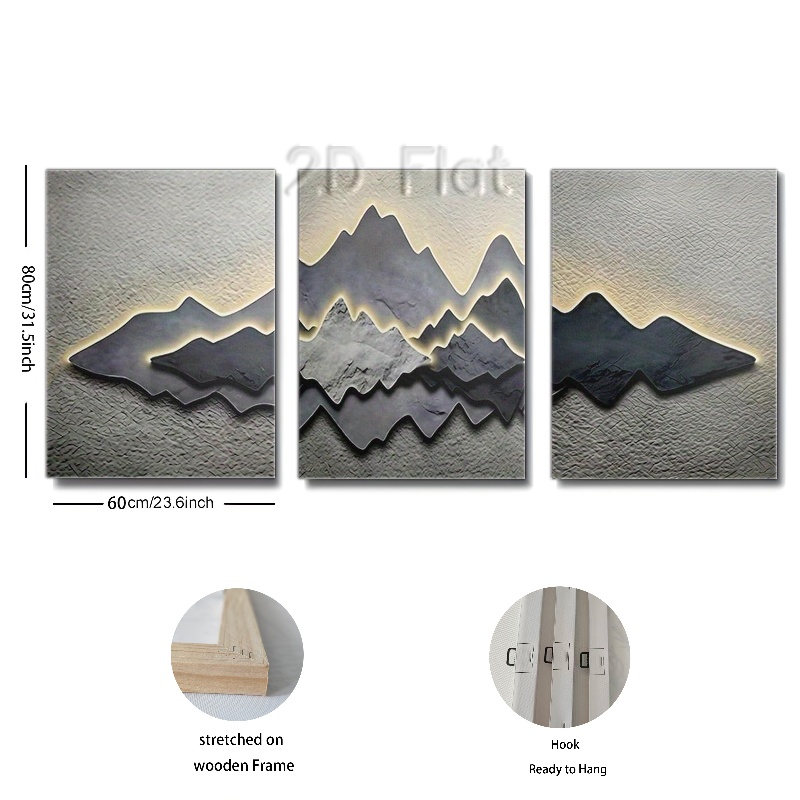 2D Flat
80cm/31.5inch
60cm/23.6inch
stretched on
wooden Frame
Hook
Ready to Hang